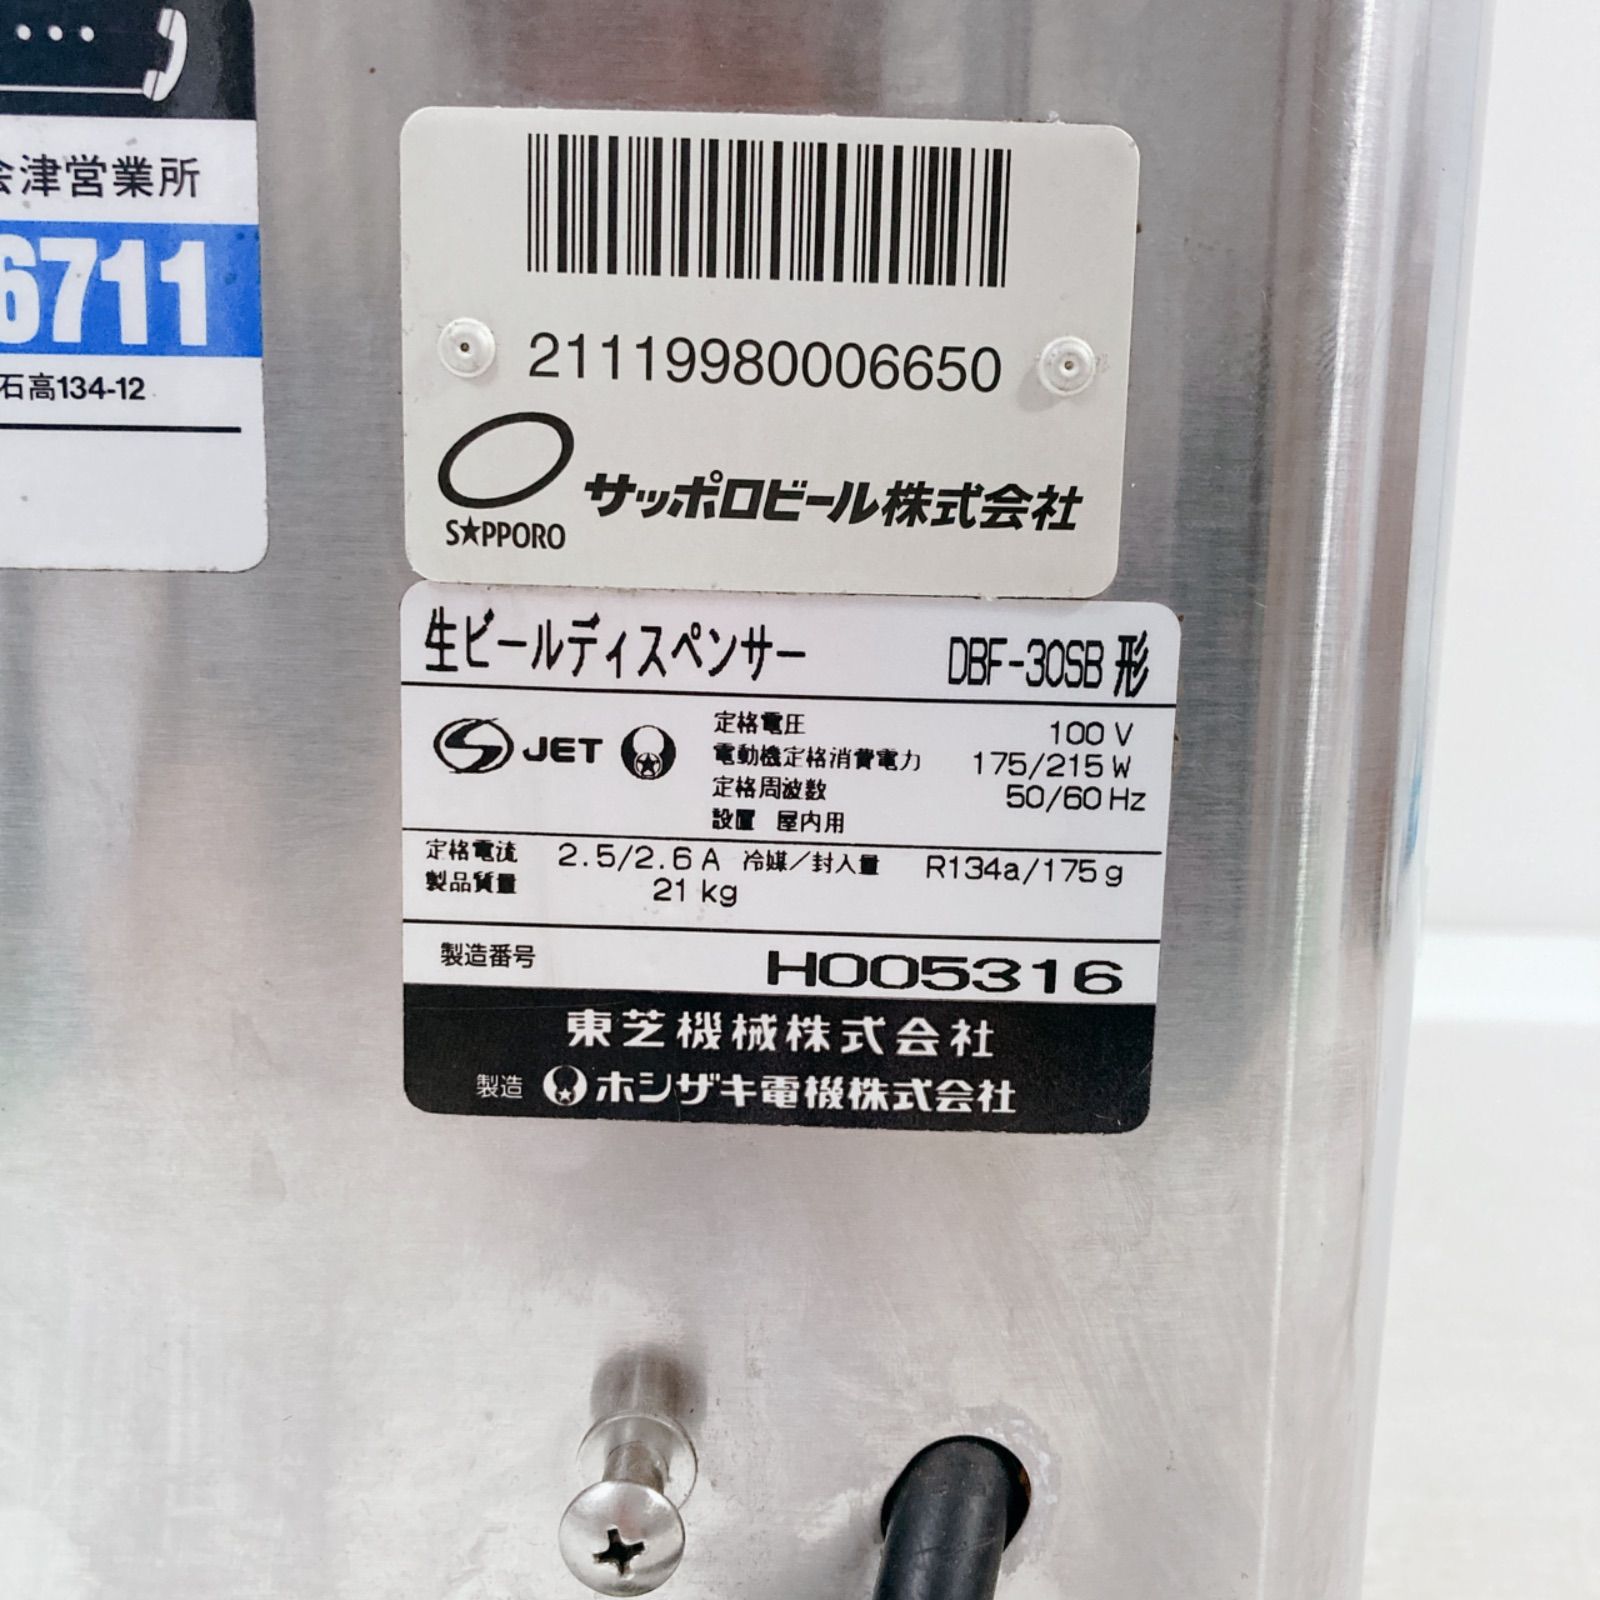 津営業所
6711
石高134-12
21119980006650
S★PPORO
サッポロビール株式会社
生ビールディスペンサー DBF-30SB 形
JET
定格電圧 100 V
電動機定格消費電力 175/215 W
定格周波数 50/60 Hz
設置 屋内用
定格電流 2.5/2.6 A 冷媒/封入量 R134a/175 g
製品質量 21 kg
製造番号 H005316
東芝機械株式会社
製造 ホシザキ電機株式会社